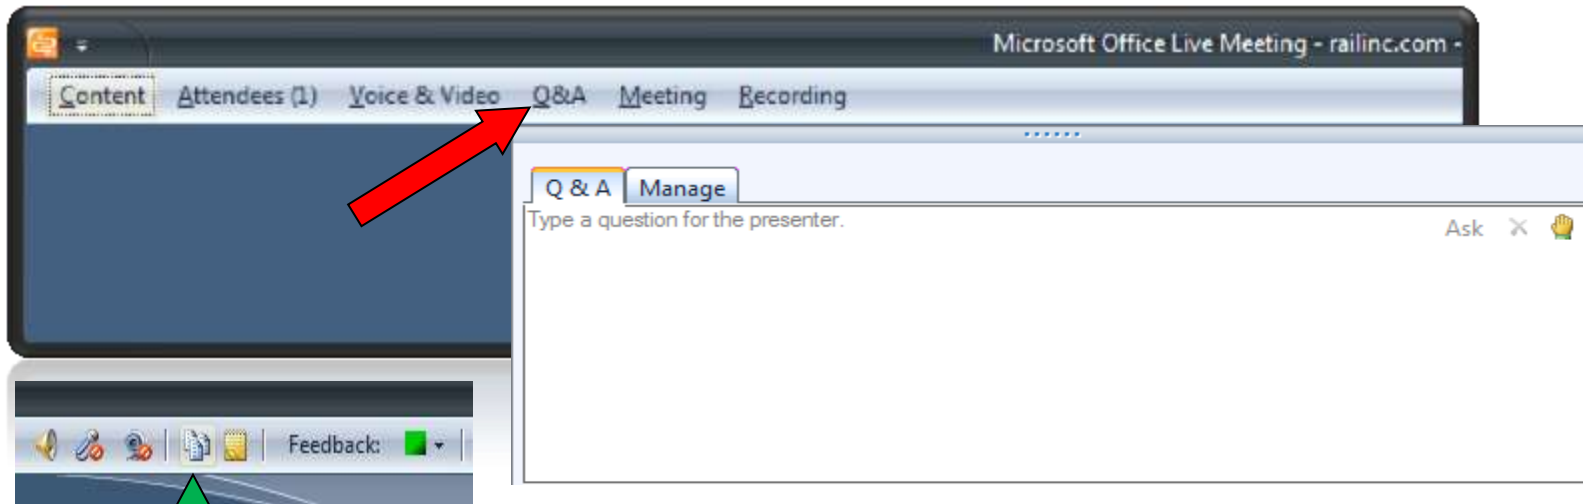 Microsoft Office Live Meeting - railinc.com -
Content Attendees (1) Voice & Video Q&A Meeting Recording
Q & A Manage
Type a question for the presenter.
Ask
Feedback: